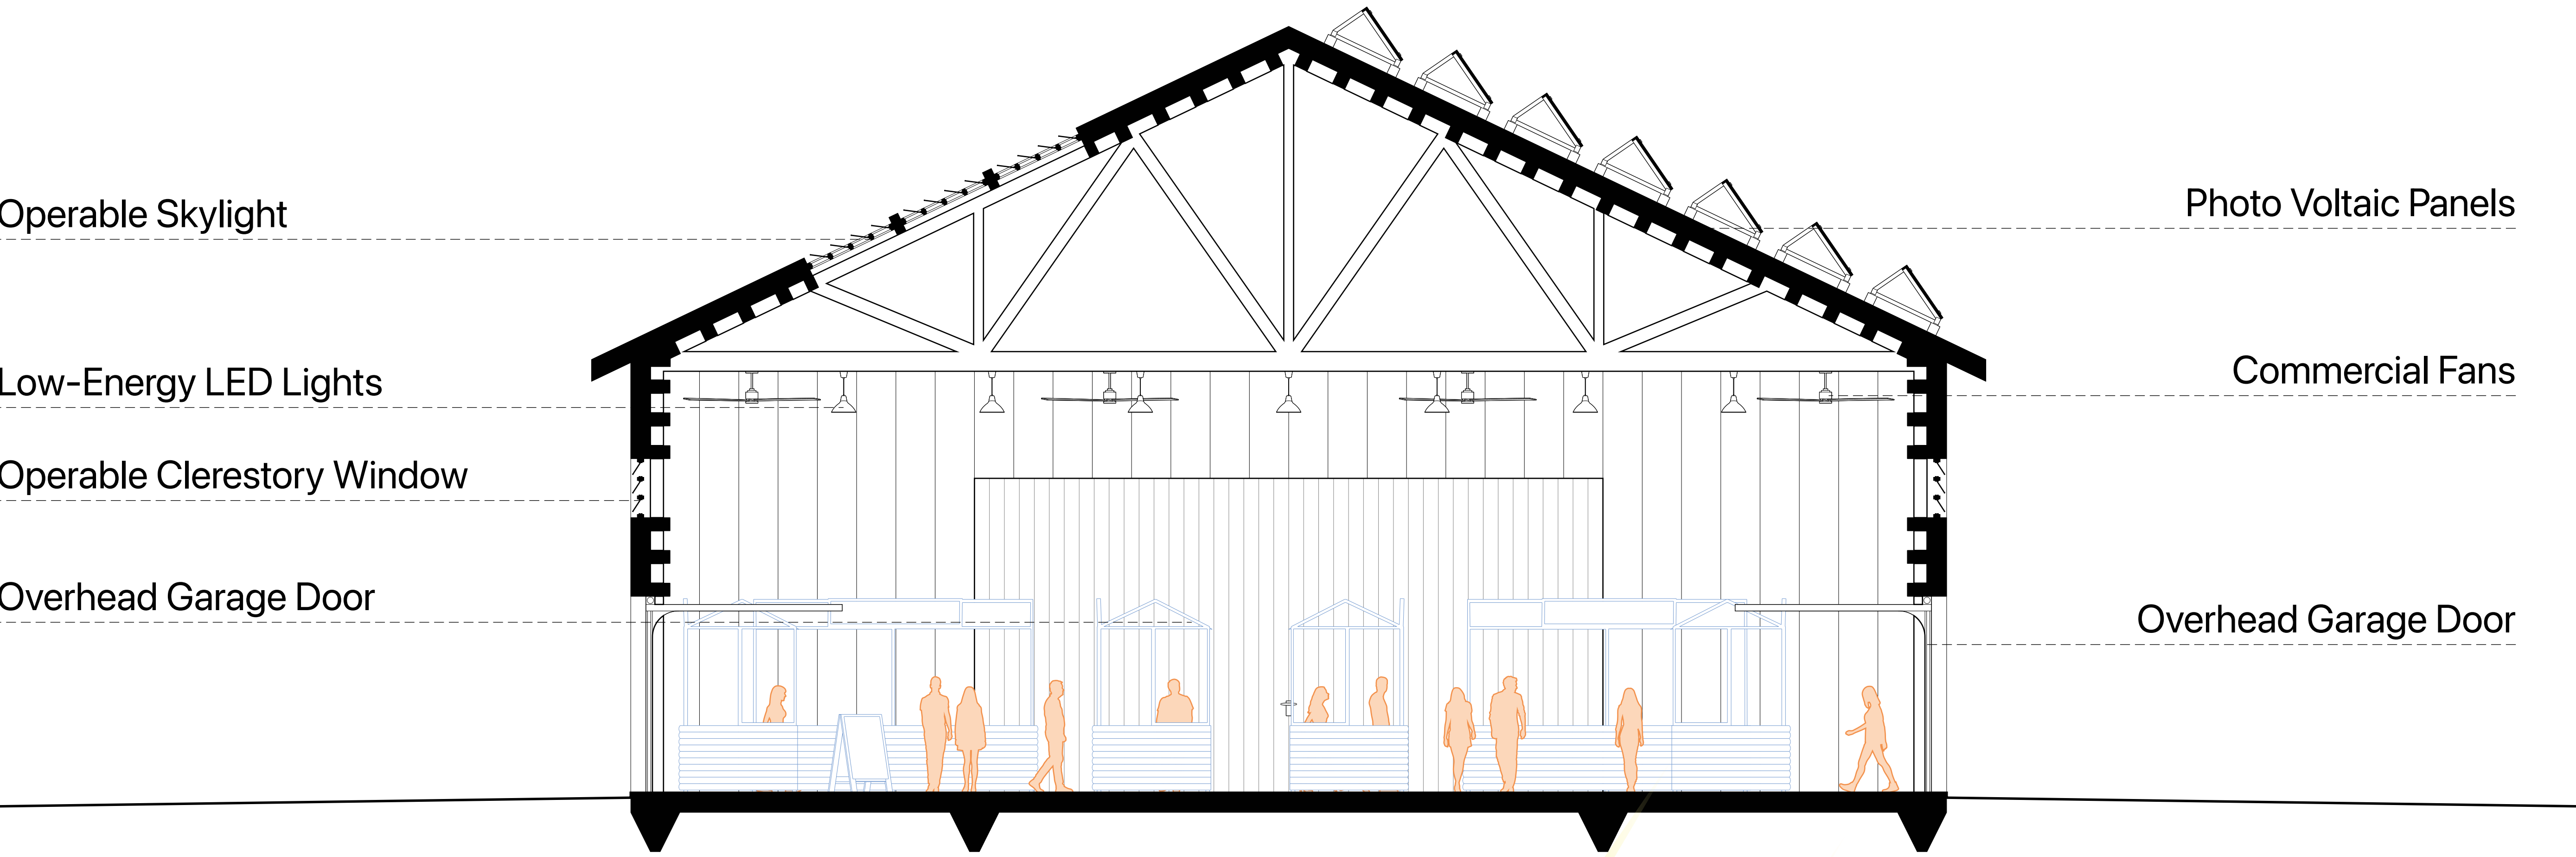 Operable Skylight
Low-Energy LED Lights
Operable Clerestory Window
Overhead Garage Door
Photo Voltaic Panels
Commercial Fans
Overhead Garage Door